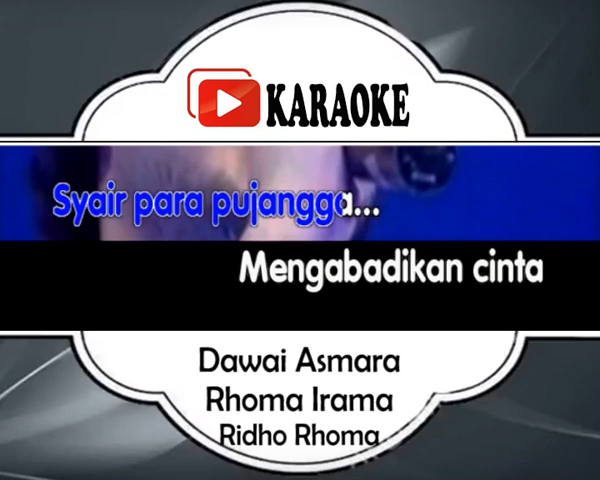 KARAOKE
Syair para pujangga...
Mengabadikan cinta
Dawai Asmara
Rhoma Irama
Ridho Rhoma